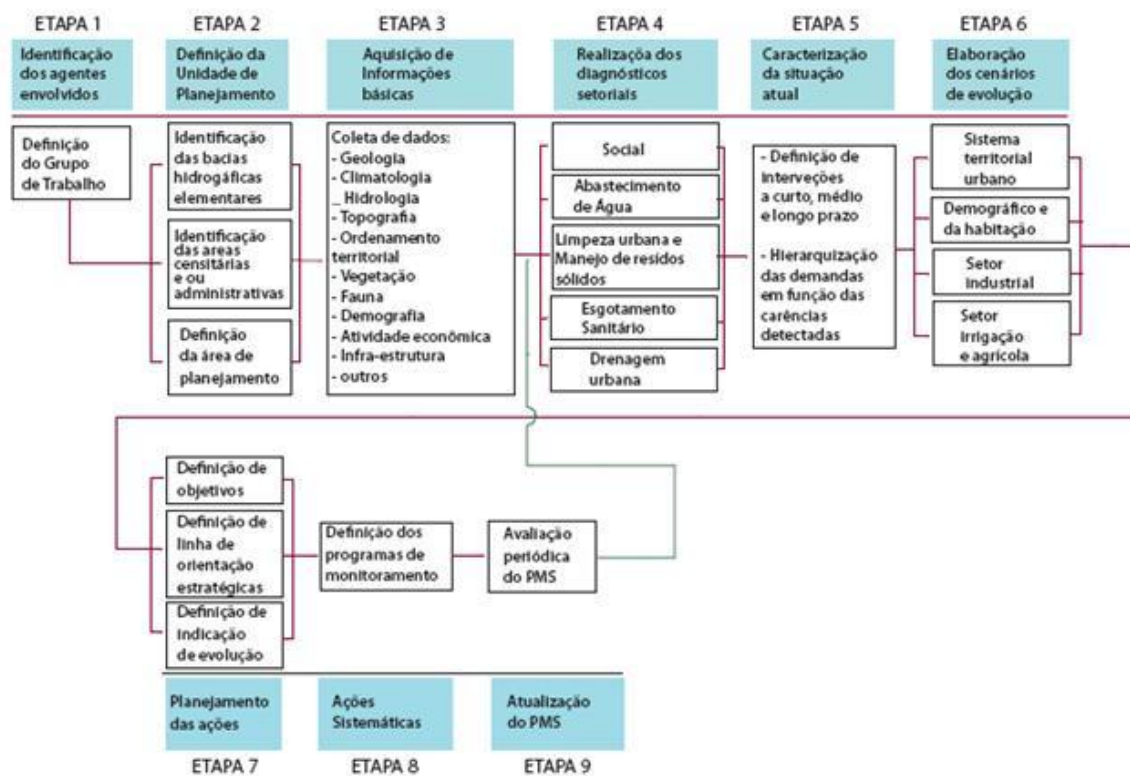 ETAPA 1
Identificação
dos agentes
envolvidos
Definição
do Grupo
de Trabalho
ETAPA 2
Definição da
Unidade de
Planejamento
Identificação
das bacias
hidrogáficas
elementares
Identificação
das areas
censitárias
e ou
administrativas
Definição
da área de
planejamento
ETAPA 3
Aquisição de
Informações
básicas
Coleta de dados:
- Geologia
- Climatologia
_ Hidrologia
- Topografia
- Ordenamento
territorial
- Vegetação
- Fauna
- Demografia
- Atividade econômica
- Infra-estrutura
- outros
ETAPA 4
Realizaçõa dos
diagnósticos
setoriais
Social
Abastecimento
de Água
Limpeza urbana e
Manejo de residos
sólidos
Esgotamento
Sanitário
Drenagem
urbana
ETAPA 5
Caracterização
da situação
atual
- Definição de
interveções
a curto, médio
e longo prazo
- Hierarquização
das demandas
em função das
carências
detectadas
ETAPA 6
Elaboração
dos cenários
de evolução
Sistema
territorial
urbano
Demográfico e
da habitação
Setor
industrial
Setor
irrigação
e agrícola
Definição de
objetivos
Definição de
linha de
orientação
estratégicas
Definição de
indicação
de evolução
Planejamento
das ações
ETAPA 7
Definição dos
programas de
monitoramento
Ações
Sistemáticas
ETAPA 8
Avaliação
periódica
do PMS
Atualização
do PMS
ETAPA 9